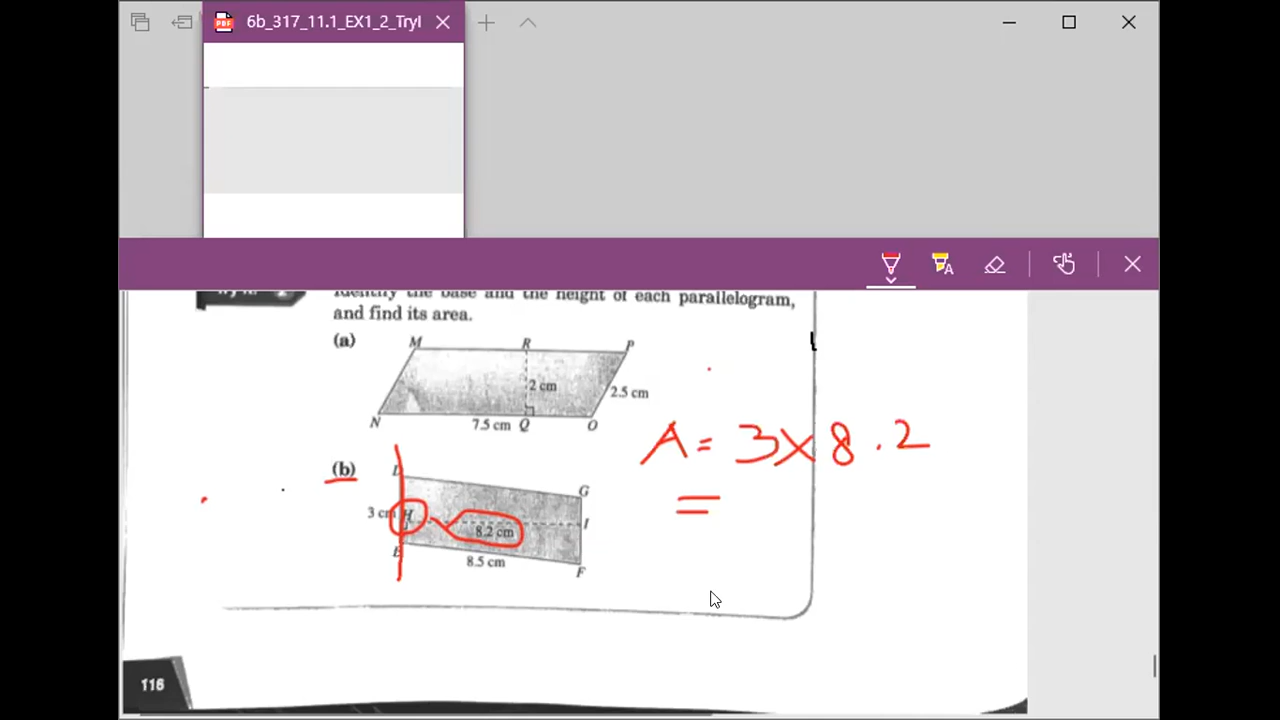 6b_317_11.1_EX1_2_TryI
Identify the base and the height of each parallelogram,
and find its area.
(a)
M R P
2 cm
2.5 cm
N 7.5 cm Q O
A = 3 × 8.2
=
(b)
D
G
3 cm H I
8.2 cm
E
8.5 cm
F
116